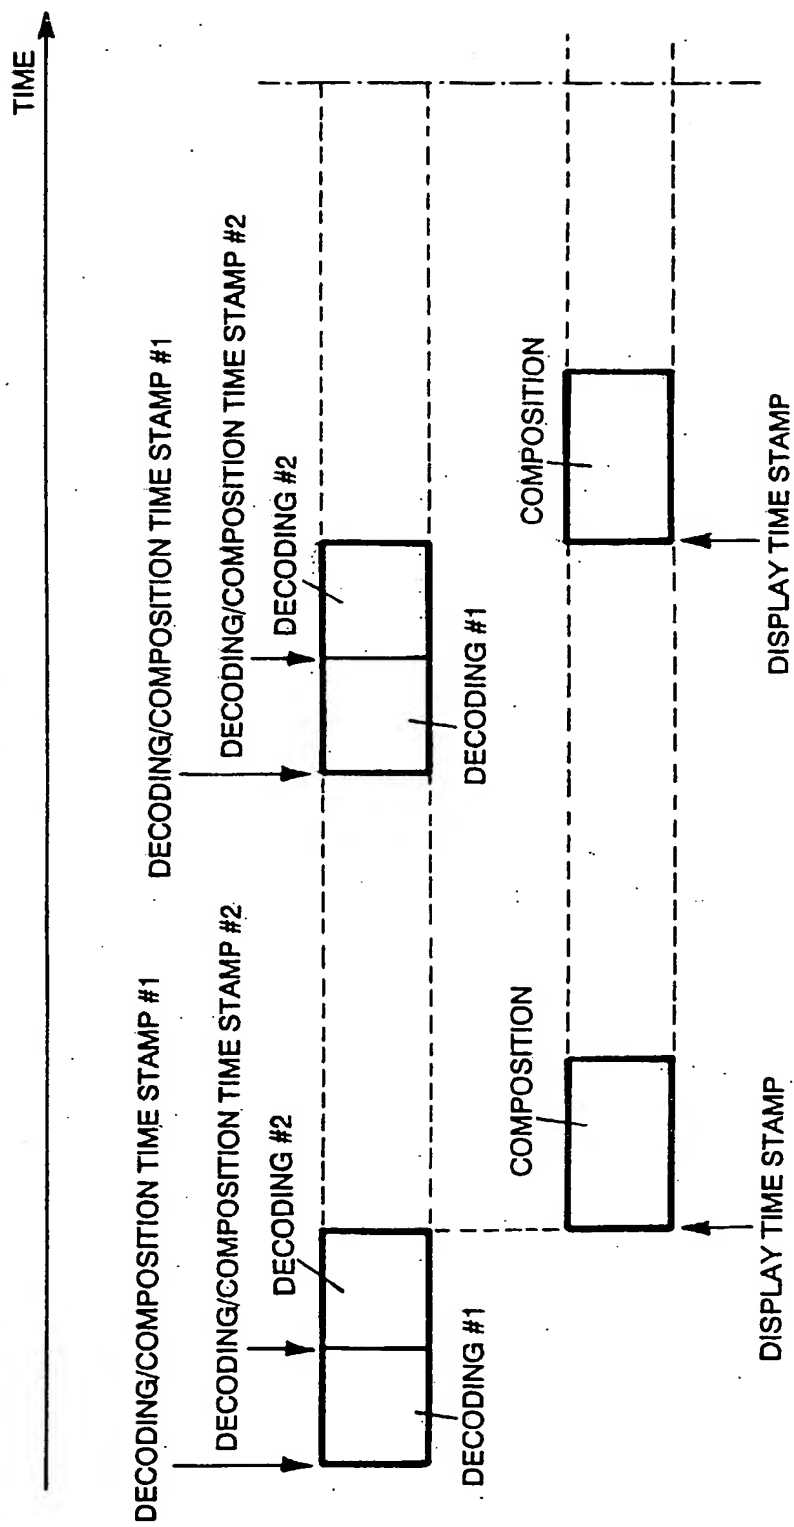 TIME
DECODING/COMPOSITION TIME STAMP #1
DECODING/COMPOSITION TIME STAMP #2
DECODING #2
DECODING #1
COMPOSITION
DISPLAY TIME STAMP
DECODING/COMPOSITION TIME STAMP #1
DECODING/COMPOSITION TIME STAMP #2
DECODING #2
DECODING #1
COMPOSITION
DISPLAY TIME STAMP